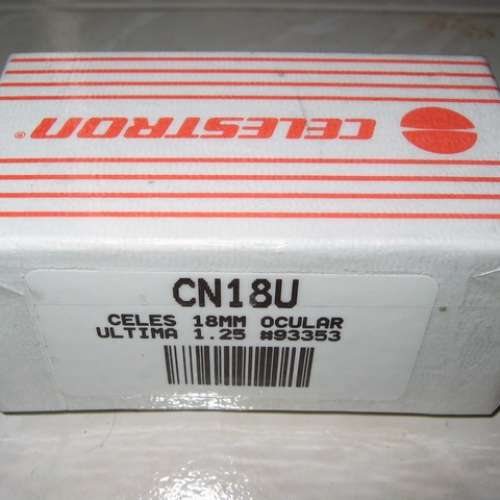 CELESTRON®
CN18U
CELES 18MM OCULAR
ULTIMA 1.25 #93353